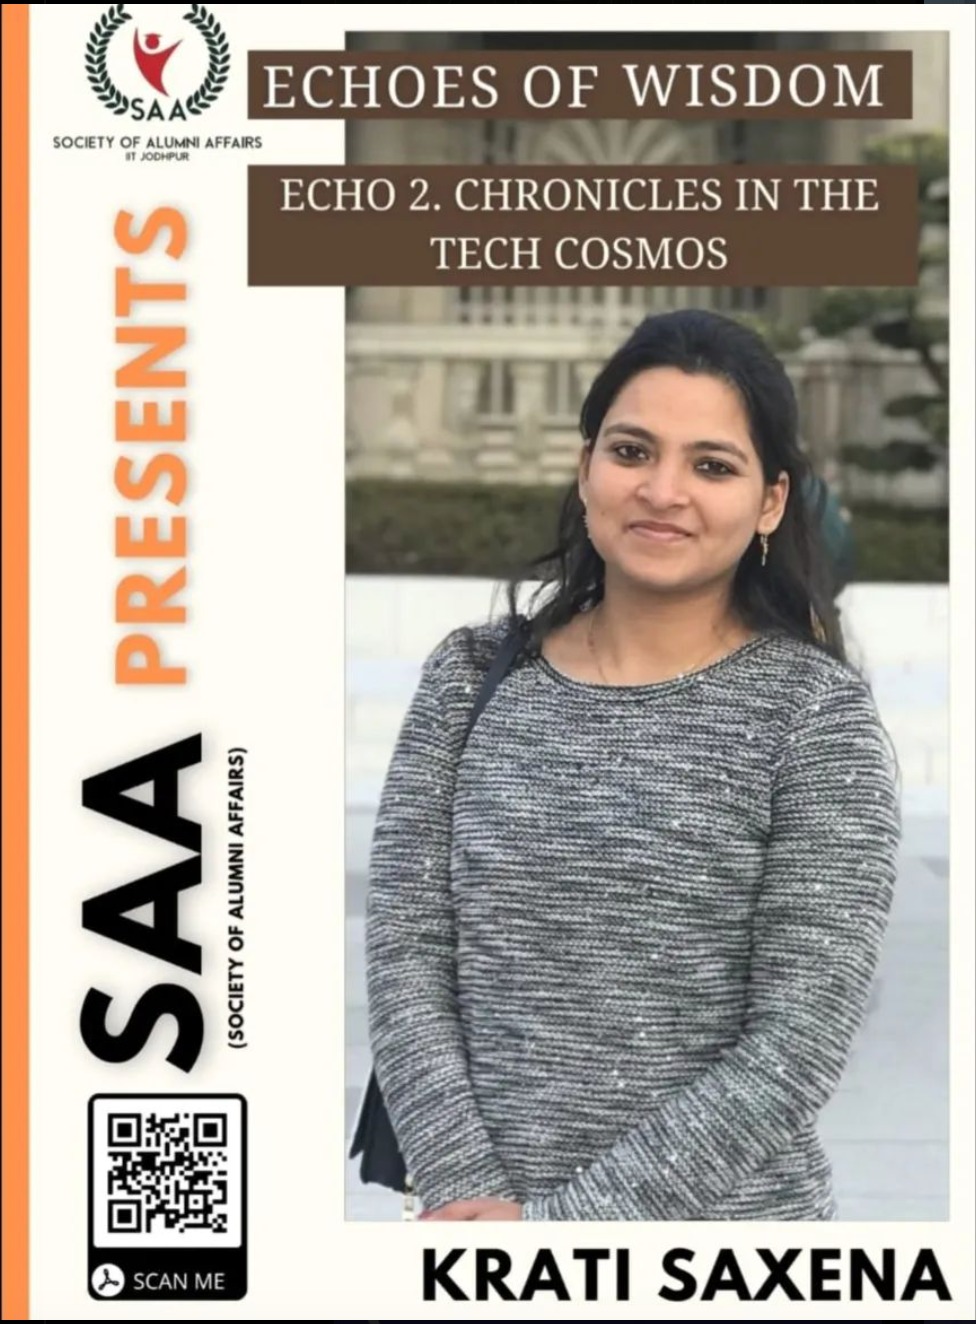 SAA
SOCIETY OF ALUMNI AFFAIRS
IIT JODHPUR
ECHOES OF WISDOM
ECHO 2. CHRONICLES IN THE
TECH COSMOS
SAA PRESENTS
(SOCIETY OF ALUMNI AFFAIRS)
SCAN ME
KRATI SAXENA